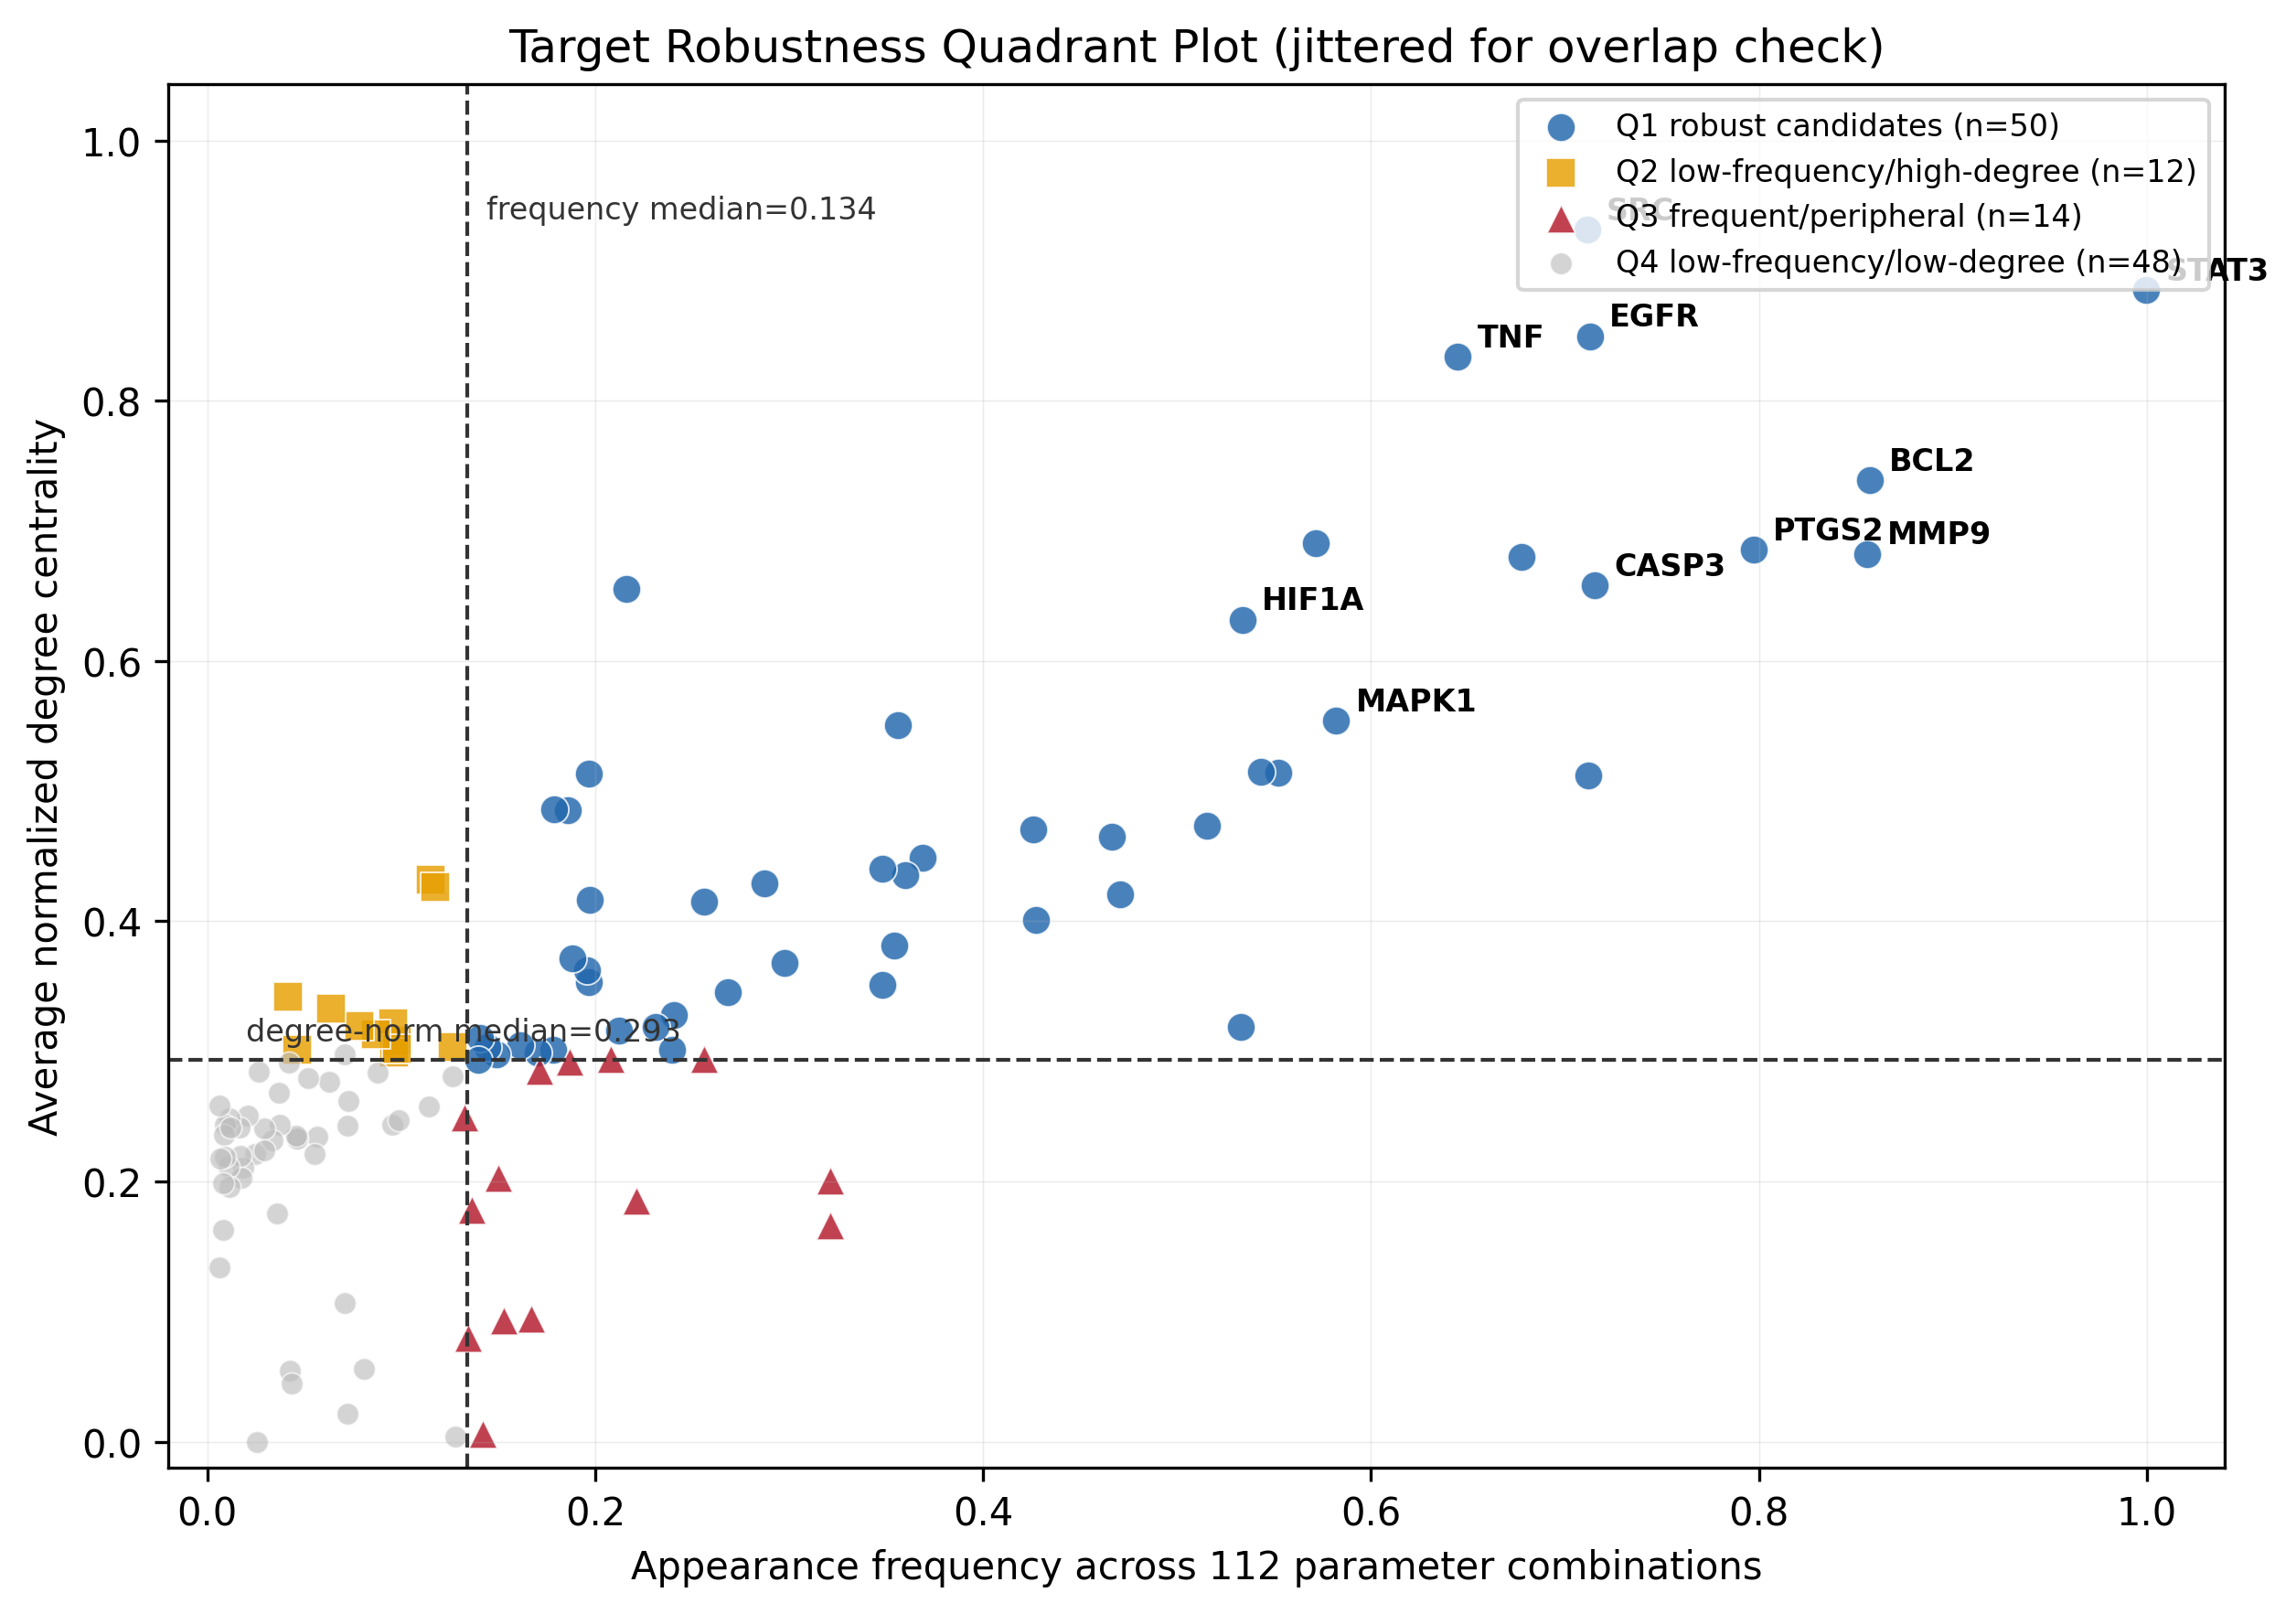 Target Robustness Quadrant Plot (jittered for overlap check)
Q1 robust candidates (n=50)
Q2 low-frequency/high-degree (n=12)
Q3 frequent/peripheral (n=14)
Q4 low-frequency/low-degree (n=48)
frequency median=0.134
SRC
STAT3
EGFR
TNF
BCL2
PTGS2
MMP9
CASP3
HIF1A
MAPK1
degree-norm median=0.293
Average normalized degree centrality
1.0
0.8
0.6
0.4
0.2
0.0
0.0 0.2 0.4 0.6 0.8 1.0
Appearance frequency across 112 parameter combinations